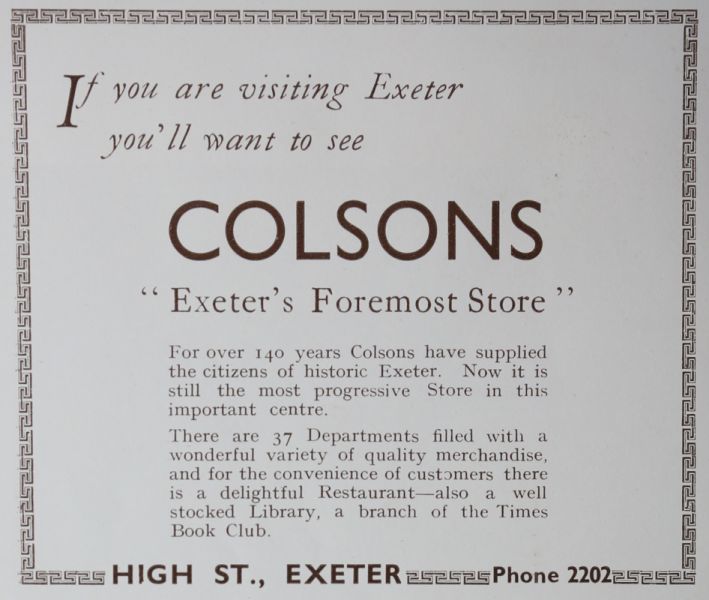 If you are visiting Exeter
you'll want to see
COLSONS
"Exeter's Foremost Store"
For over 140 years Colsons have supplied
the citizens of historic Exeter. Now it is
still the most progressive Store in this
important centre.
There are 37 Departments filled with a
wonderful variety of quality merchandise,
and for the convenience of customers there
is a delightful Restaurant—also a well
stocked Library, a branch of the Times
Book Club.
HIGH ST., EXETER Phone 2202